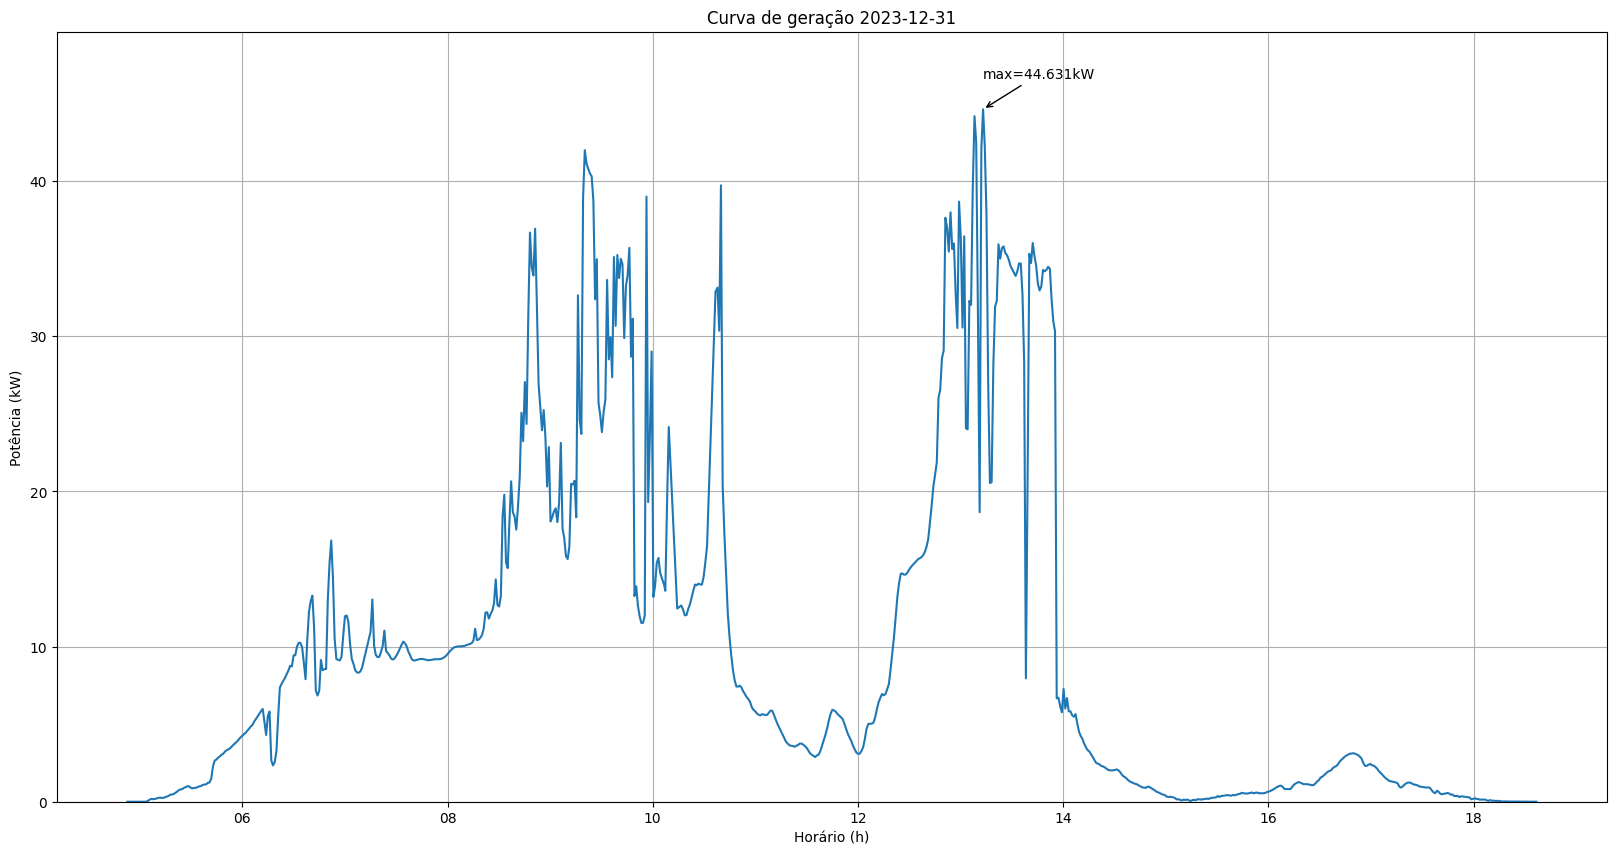 Curva de geração 2023-12-31
max=44.631kW
Potência (kW)
40
30
20
10
0
06 08 10 12 14 16 18
Horário (h)